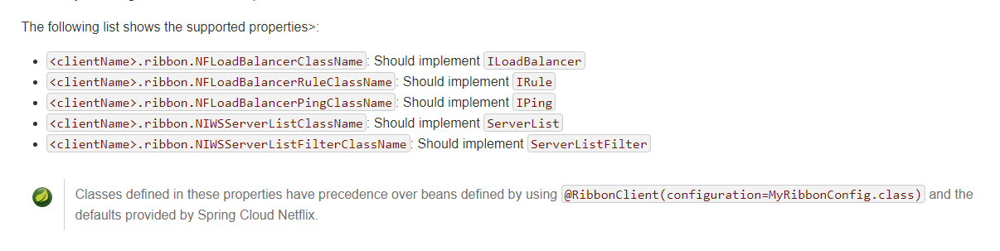 The following list shows the supported properties>:
• <clientName>.ribbon.NFLoadBalancerClassName: Should implement ILoadBalancer
• <clientName>.ribbon.NFLoadBalancerRuleClassName: Should implement IRule
• <clientName>.ribbon.NFLoadBalancerPingClassName: Should implement IPing
• <clientName>.ribbon.NIWSServerListClassName: Should implement ServerList
• <clientName>.ribbon.NIWSServerListFilterClassName: Should implement ServerListFilter
Classes defined in these properties have precedence over beans defined by using @RibbonClient(configuration=MyRibbonConfig.class) and the
defaults provided by Spring Cloud Netflix.